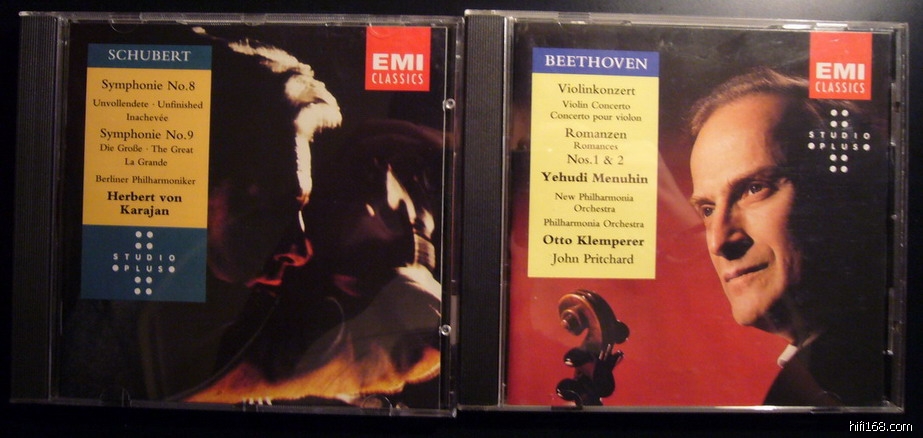 SCHUBERT
Symphonie No.8
Unvollendete · Unfinished
Inachevée
Symphonie No.9
Die Große · The Great
La Grande
Berliner Philharmoniker
Herbert von
Karajan
STUDIO
PLUS
EMI
CLASSICS
BEETHOVEN
Violinkonzert
Violin Concerto
Concerto pour violon
Romanzen
Romances
Nos.1 & 2
Yehudi Menuhin
New Philharmonia
Orchestra
Philharmonia Orchestra
Otto Klemperer
John Pritchard
EMI
CLASSICS
STUDIO
PLUS
hifi168.com